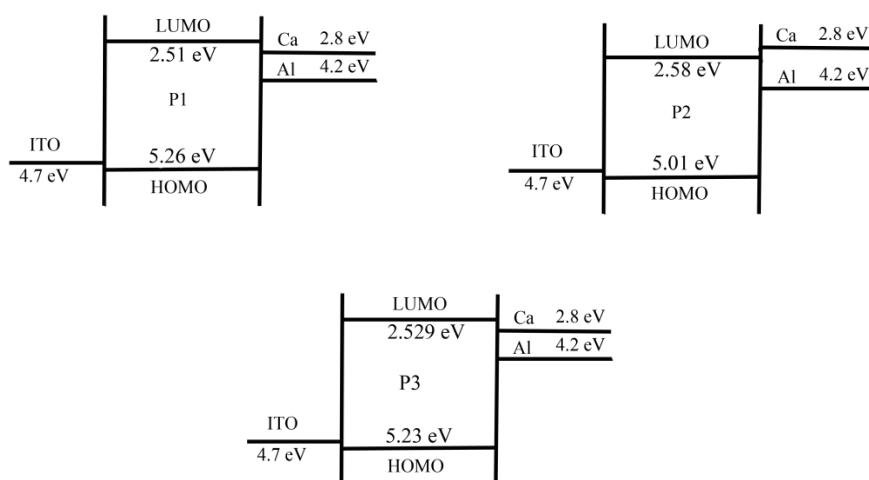 LUMO
2.51 eV
Ca 2.8 eV
Al 4.2 eV
P1
ITO
4.7 eV
5.26 eV
HOMO
LUMO
2.58 eV
Ca 2.8 eV
Al 4.2 eV
P2
ITO
4.7 eV
5.01 eV
HOMO
LUMO
2.529 eV
Ca 2.8 eV
Al 4.2 eV
P3
ITO
4.7 eV
5.23 eV
HOMO